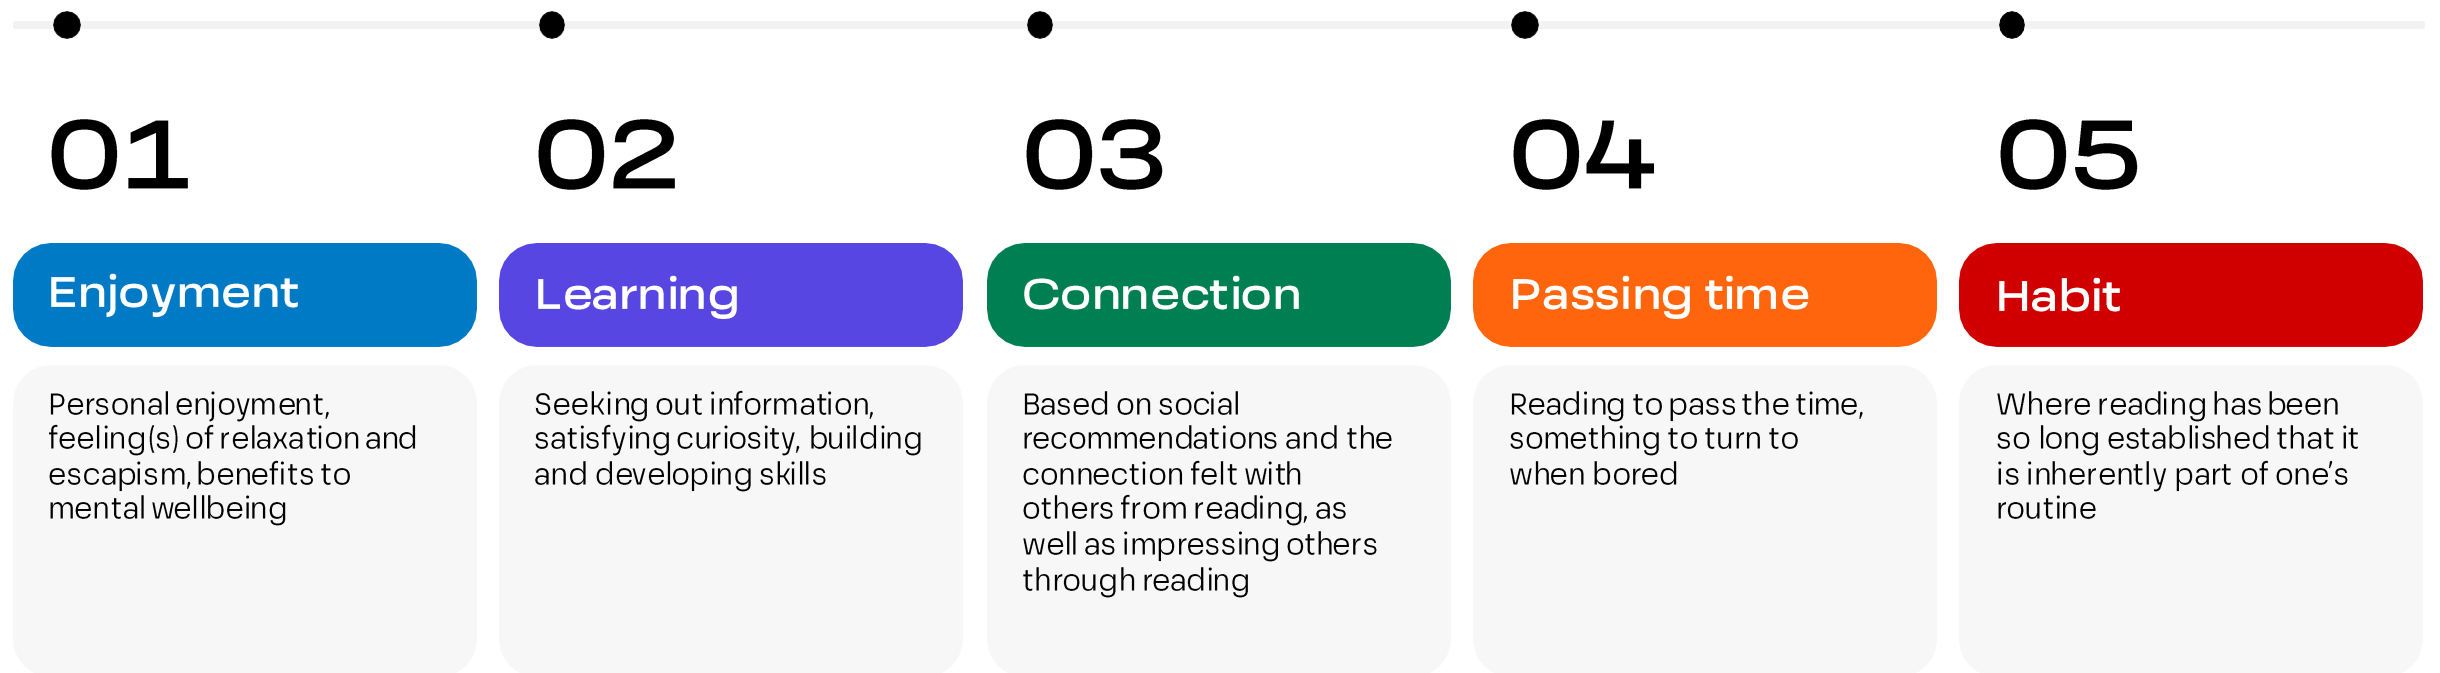 01
02
03
04
05
Enjoyment
Learning
Connection
Passing time
Habit
Personal enjoyment,
feeling(s) of relaxation and
escapism, benefits to
mental wellbeing
Seeking out information,
satisfying curiosity, building
and developing skills
Based on social
recommendations and the
connection felt with
others from reading, as
well as impressing others
through reading
Reading to pass the time,
something to turn to
when bored
Where reading has been
so long established that it
is inherently part of one’s
routine